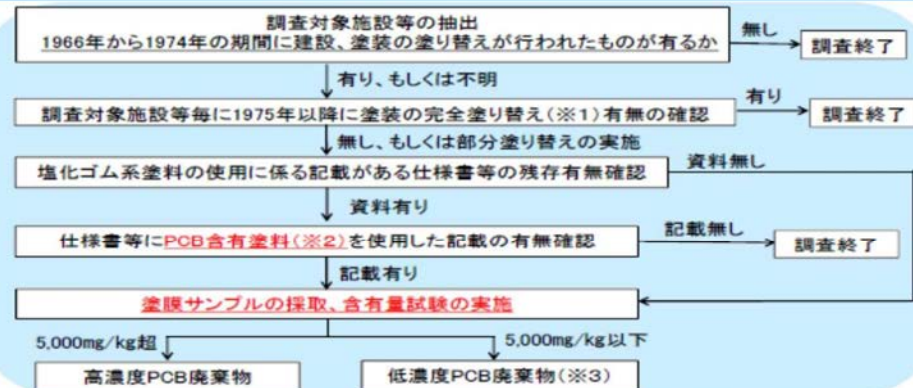 調査対象施設等の抽出
1966年から1974年の期間に建設、塗装の塗り替えが行われたものが有るか
無し
調査終了
有り、もしくは不明
調査対象施設等毎に1975年以降に塗装の完全塗り替え(※1)有無の確認
有り
調査終了
無し、もしくは部分塗り替えの実施
塩化ゴム系塗料の使用に係る記載がある仕様書等の残存有無確認
資料無し
資料有り
仕様書等にPCB含有塗料(※2)を使用した記載の有無確認
記載無し
調査終了
記載有り
塗膜サンプルの採取、含有量試験の実施
5,000mg/kg超
5,000mg/kg以下
高濃度PCB廃棄物
低濃度PCB廃棄物(※3)